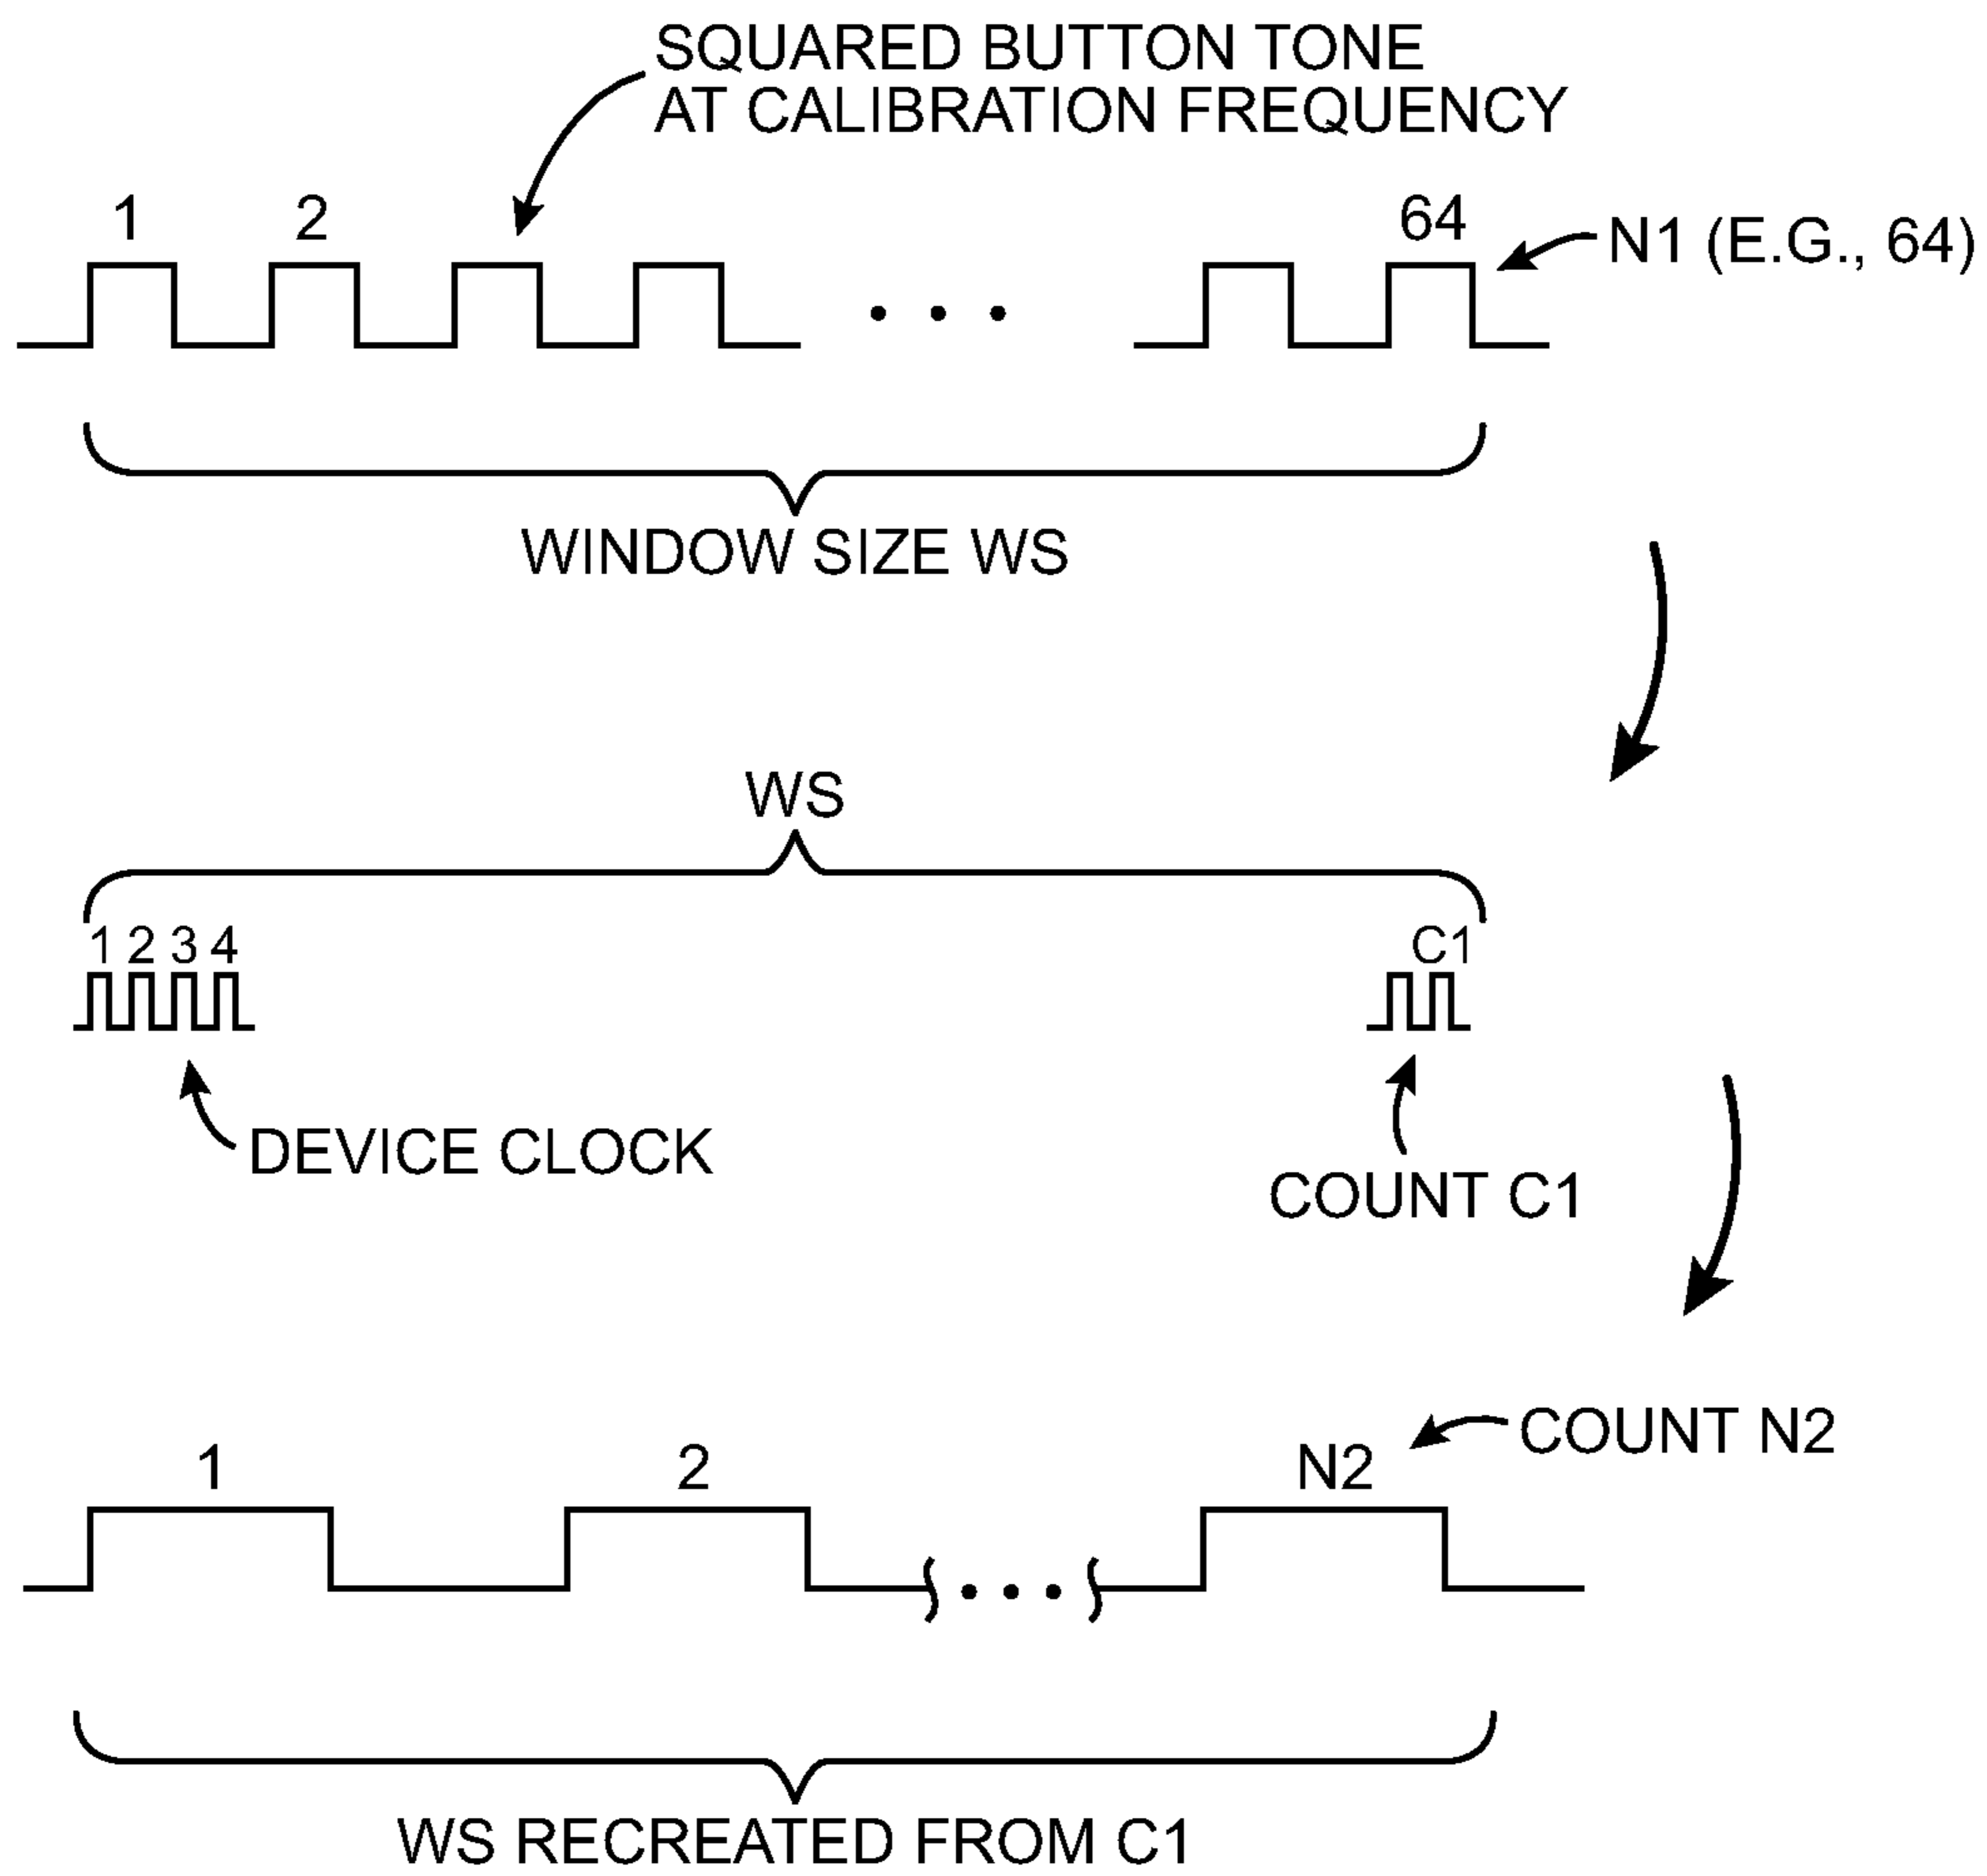 SQUARED BUTTON TONE
AT CALIBRATION FREQUENCY
1 2 64
N1 (E.G., 64)
WINDOW SIZE WS
WS
1 2 3 4 C1
DEVICE CLOCK
COUNT C1
COUNT N2
1 2 N2
WS RECREATED FROM C1